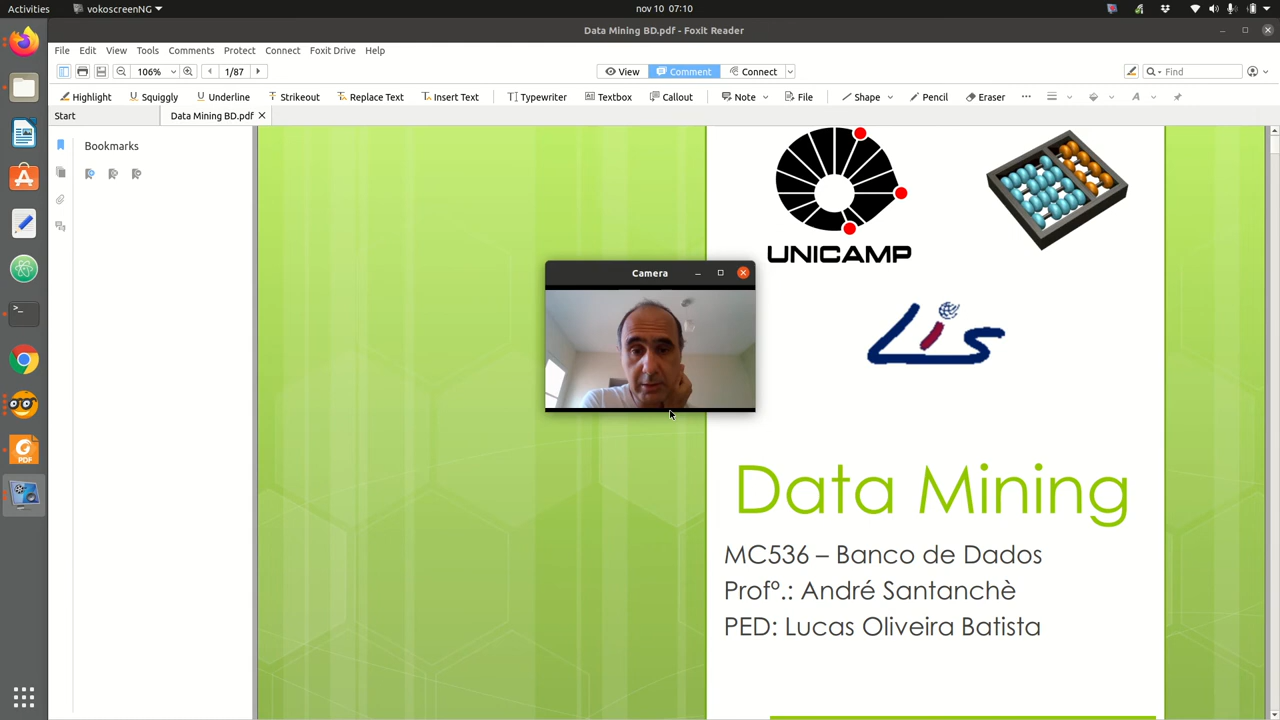 Activities
vokoscreenNG
nov 10 07:10
Data Mining BD.pdf - Foxit Reader
File Edit View Tools Comments Protect Connect Foxit Drive Help
106%
1/87
View
Comment
Connect
Find
Highlight
Squiggly
Underline
Strikeout
Replace Text
Insert Text
Typewriter
Textbox
Callout
Note
File
Shape
Pencil
Eraser
Start
Data Mining BD.pdf
Bookmarks
UNICAMP
Camera
Lis
PDF
Data Mining
MC536 – Banco de Dados
Profº.: André Santanchè
PED: Lucas Oliveira Batista